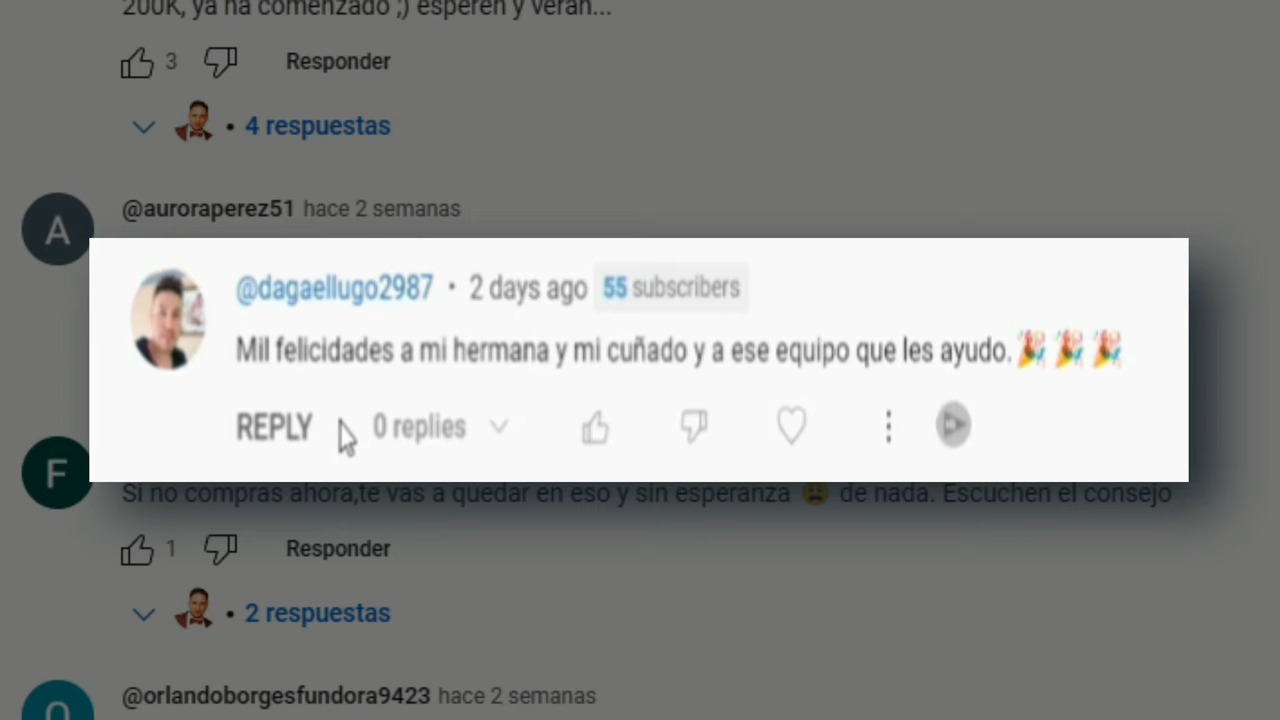 200K, ya ha comenzado ;) esperen y verán...
3 Responder
• 4 respuestas
A @auroraperez51 hace 2 semanas
@dagaellugo2987 • 2 days ago 55 subscribers
Mil felicidades a mi hermana y mi cuñado y a ese equipo que les ayudo.🎉🎉🎉
REPLY 0 replies
F
Si no compras ahora,te vas a quedar en eso y sin esperanza 😩 de nada. Escuchen el consejo
1 Responder
• 2 respuestas
O @orlandoborgesfundora9423 hace 2 semanas